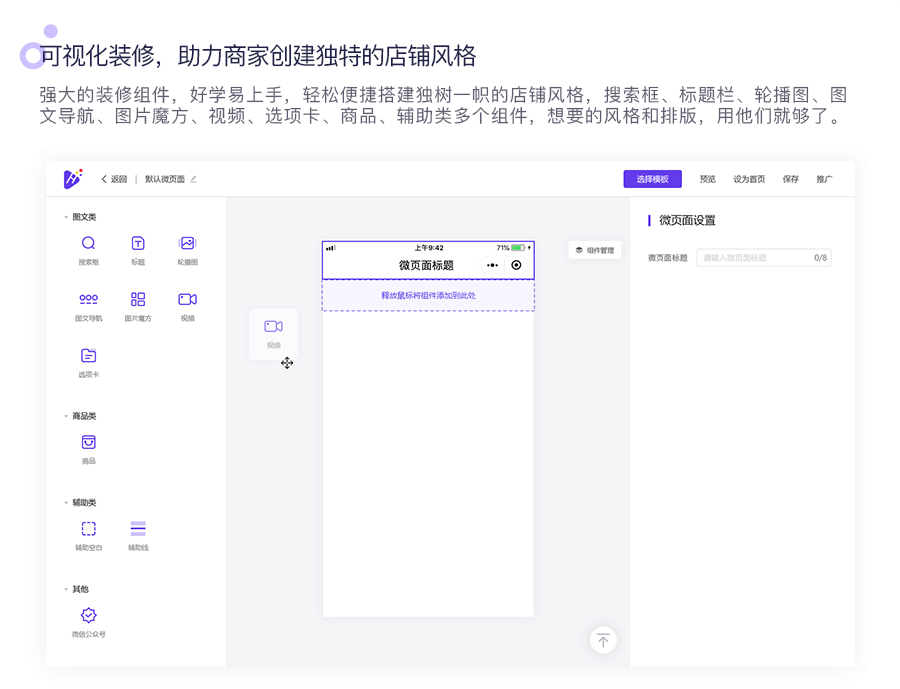 可视化装修，助力商家创建独特的店铺风格
强大的装修组件，好学易上手，轻松便捷搭建独树一帜的店铺风格，搜索框、标题栏、轮播图、图
文导航、图片魔方、视频、选项卡、商品、辅助类多个组件，想要的风格和排版，用他们就够了。
返回 | 默认微页面
选择模板 预览 设为首页 保存 推广
图文类
搜索框 标题 轮播图
图文导航 图片魔方 视频
选项卡
商品类
商品
辅助类
辅助空白 辅助线
其他
微信公众号
视频
上午9:42 71%
微页面标题
释放鼠标将组件添加到此处
组件管理
微页面设置
微页面标题 请输入微页面标题 0/8